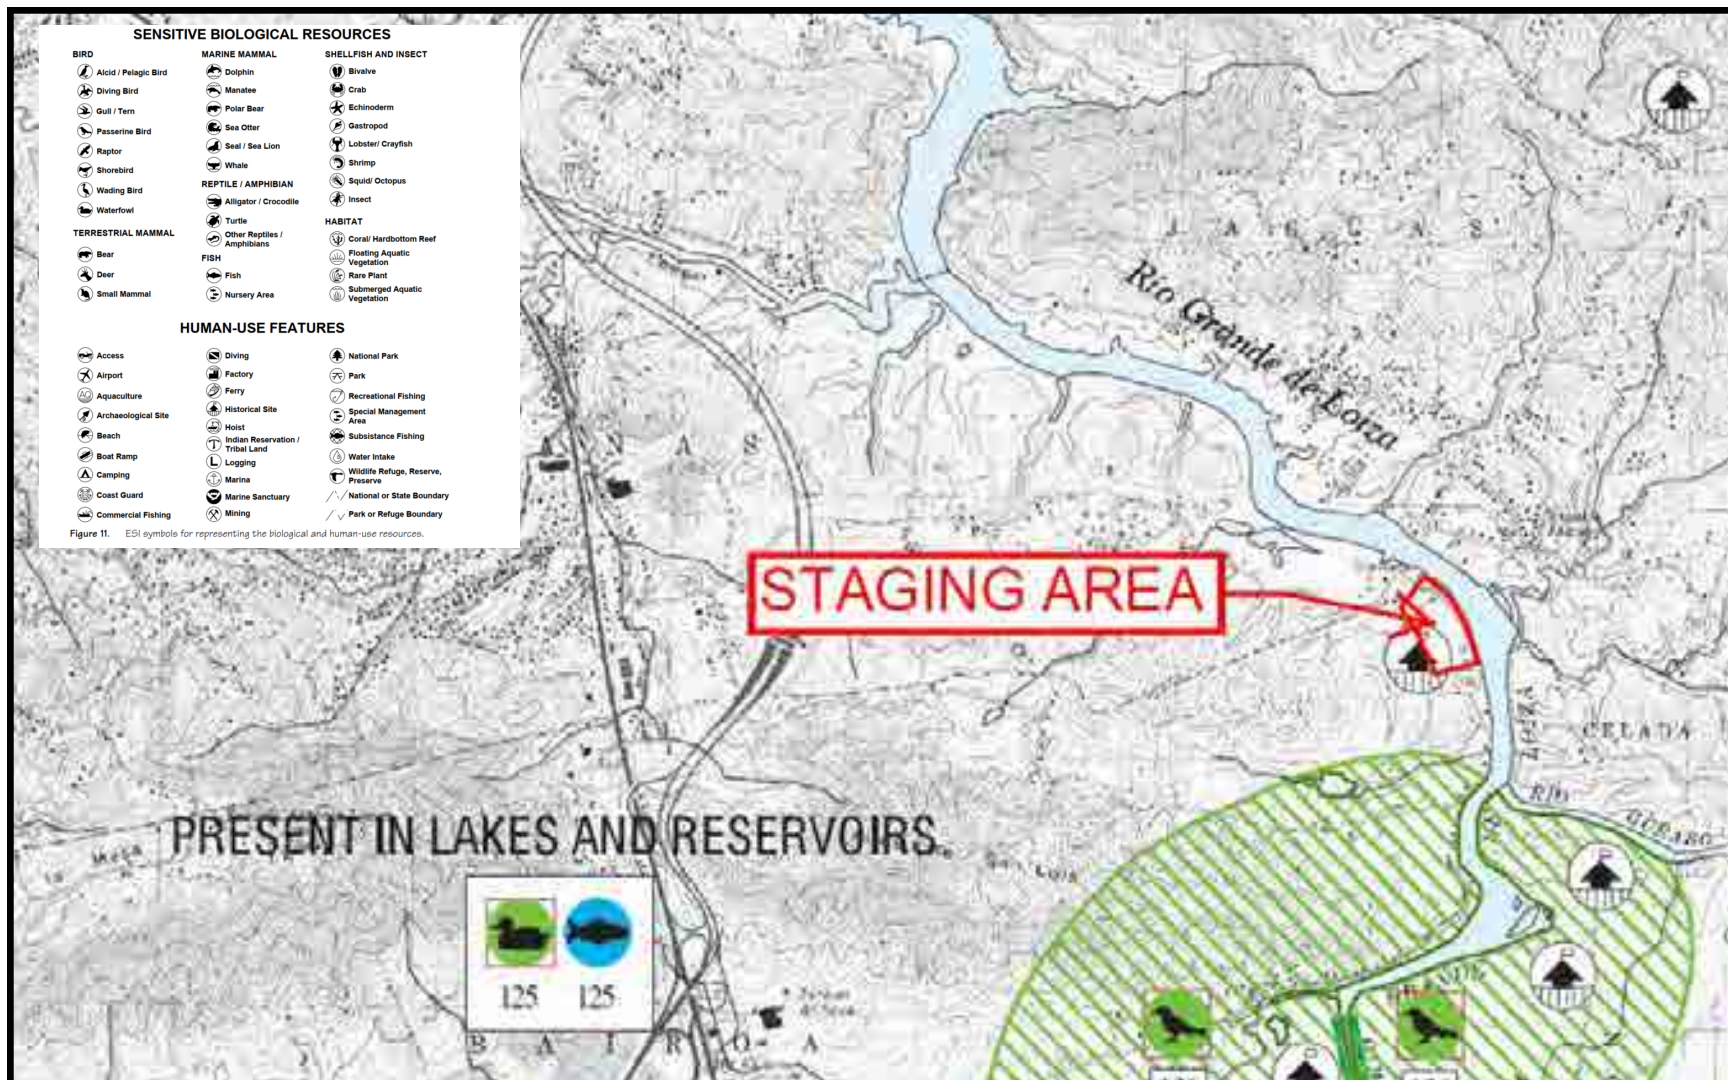 SENSITIVE BIOLOGICAL RESOURCES
BIRD
Alcid / Pelagic Bird
Diving Bird
Gull / Tern
Passerine Bird
Raptor
Shorebird
Wading Bird
Waterfowl
TERRESTRIAL MAMMAL
Bear
Deer
Small Mammal
MARINE MAMMAL
Dolphin
Manatee
Polar Bear
Sea Otter
Seal / Sea Lion
Whale
REPTILE / AMPHIBIAN
Alligator / Crocodile
Turtle
Other Reptiles /
Amphibians
FISH
Fish
Nursery Area
SHELLFISH AND INSECT
Bivalve
Crab
Echinoderm
Gastropod
Lobster/ Crayfish
Shrimp
Squid/ Octopus
Insect
HABITAT
Coral/ Hardbottom Reef
Floating Aquatic
Vegetation
Rare Plant
Submerged Aquatic
Vegetation
HUMAN-USE FEATURES
Access
Airport
AQ
Aquaculture
Archaeological Site
Beach
Boat Ramp
Camping
Coast Guard
Commercial Fishing
Diving
Factory
Ferry
Historical Site
Hoist
Indian Reservation /
Tribal Land
L
Logging
Marina
Marine Sanctuary
Mining
National Park
Park
Recreational Fishing
Special Management
Area
Subsistance Fishing
Water Intake
Wildlife Refuge, Reserve,
Preserve
National or State Boundary
Park or Refuge Boundary
Figure 11. ESI symbols for representing the biological and human-use resources.
J A G U A S
Río Grande de Loíza
A N A S
STAGING AREA
LOIZA
CELADA
RIO
GURABO
PRESENT IN LAKES AND RESERVOIRS.
San Luis
125 125
B A I R O A